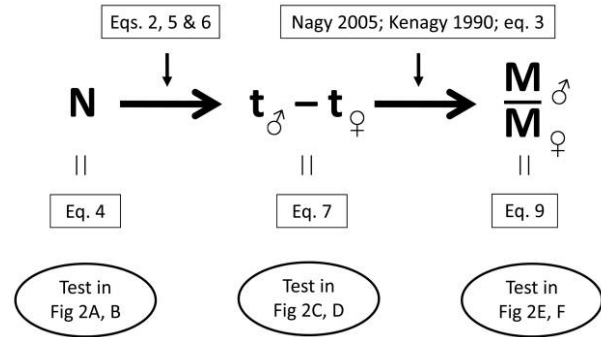 Eqs. 2, 5 & 6
Nagy 2005; Kenagy 1990; eq. 3
N
t♂ – t♀
M♂
M♀
||
||
||
Eq. 4
Eq. 7
Eq. 9
Test in
Fig 2A, B
Test in
Fig 2C, D
Test in
Fig 2E, F